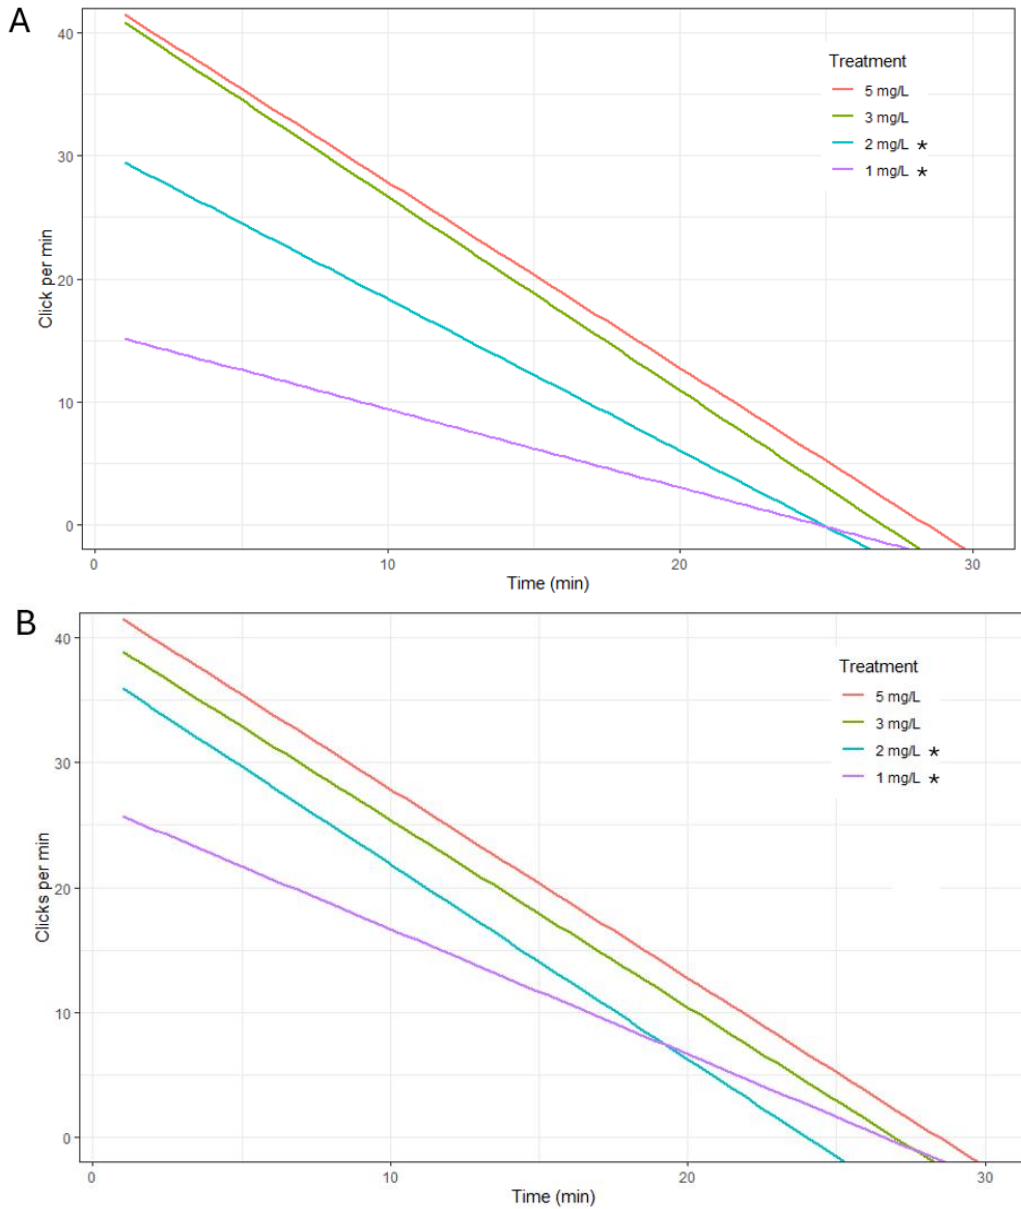 A
40
30
20
10
0
Click per min
Treatment
5 mg/L
3 mg/L
2 mg/L *
1 mg/L *
0 10 20 30
Time (min)
B
40
30
20
10
0
Clicks per min
Treatment
5 mg/L
3 mg/L
2 mg/L *
1 mg/L *
0 10 20 30
Time (min)